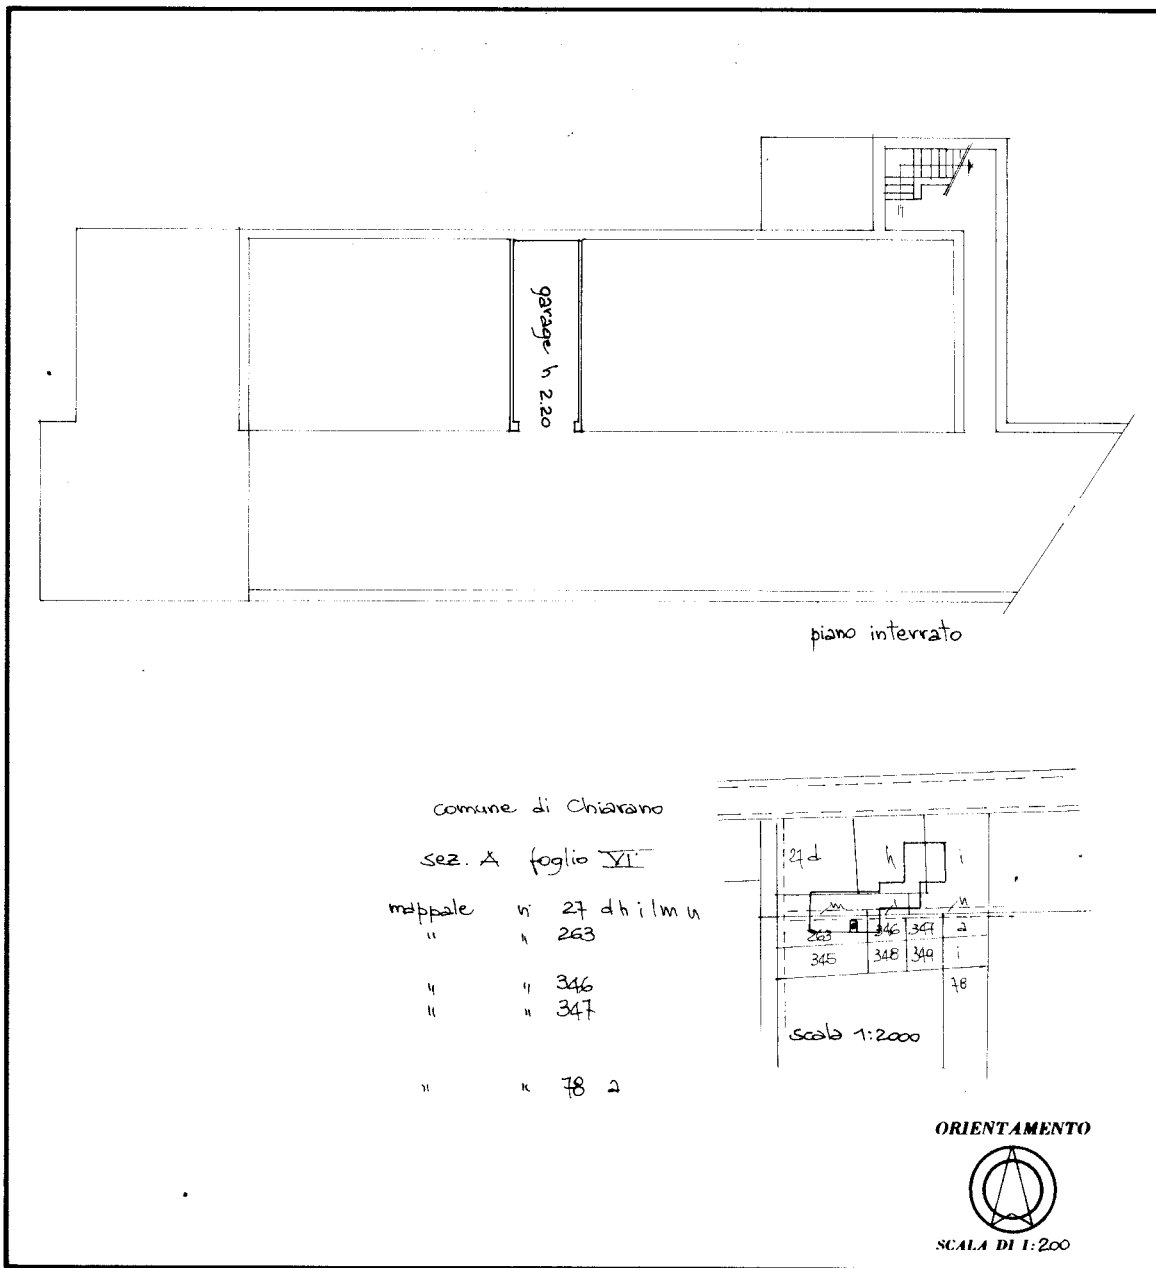 garage h 2.20
piano interrato
comune di Chiarano
sez. A foglio VI
mappale n 27 d h i l m n
" " 263
" " 346
" " 347
" " 78 a
27 d h i
m l n
263 346 347 a
345 348 349 i
78
scala 1:2000
ORIENTAMENTO
SCALA DI 1:200